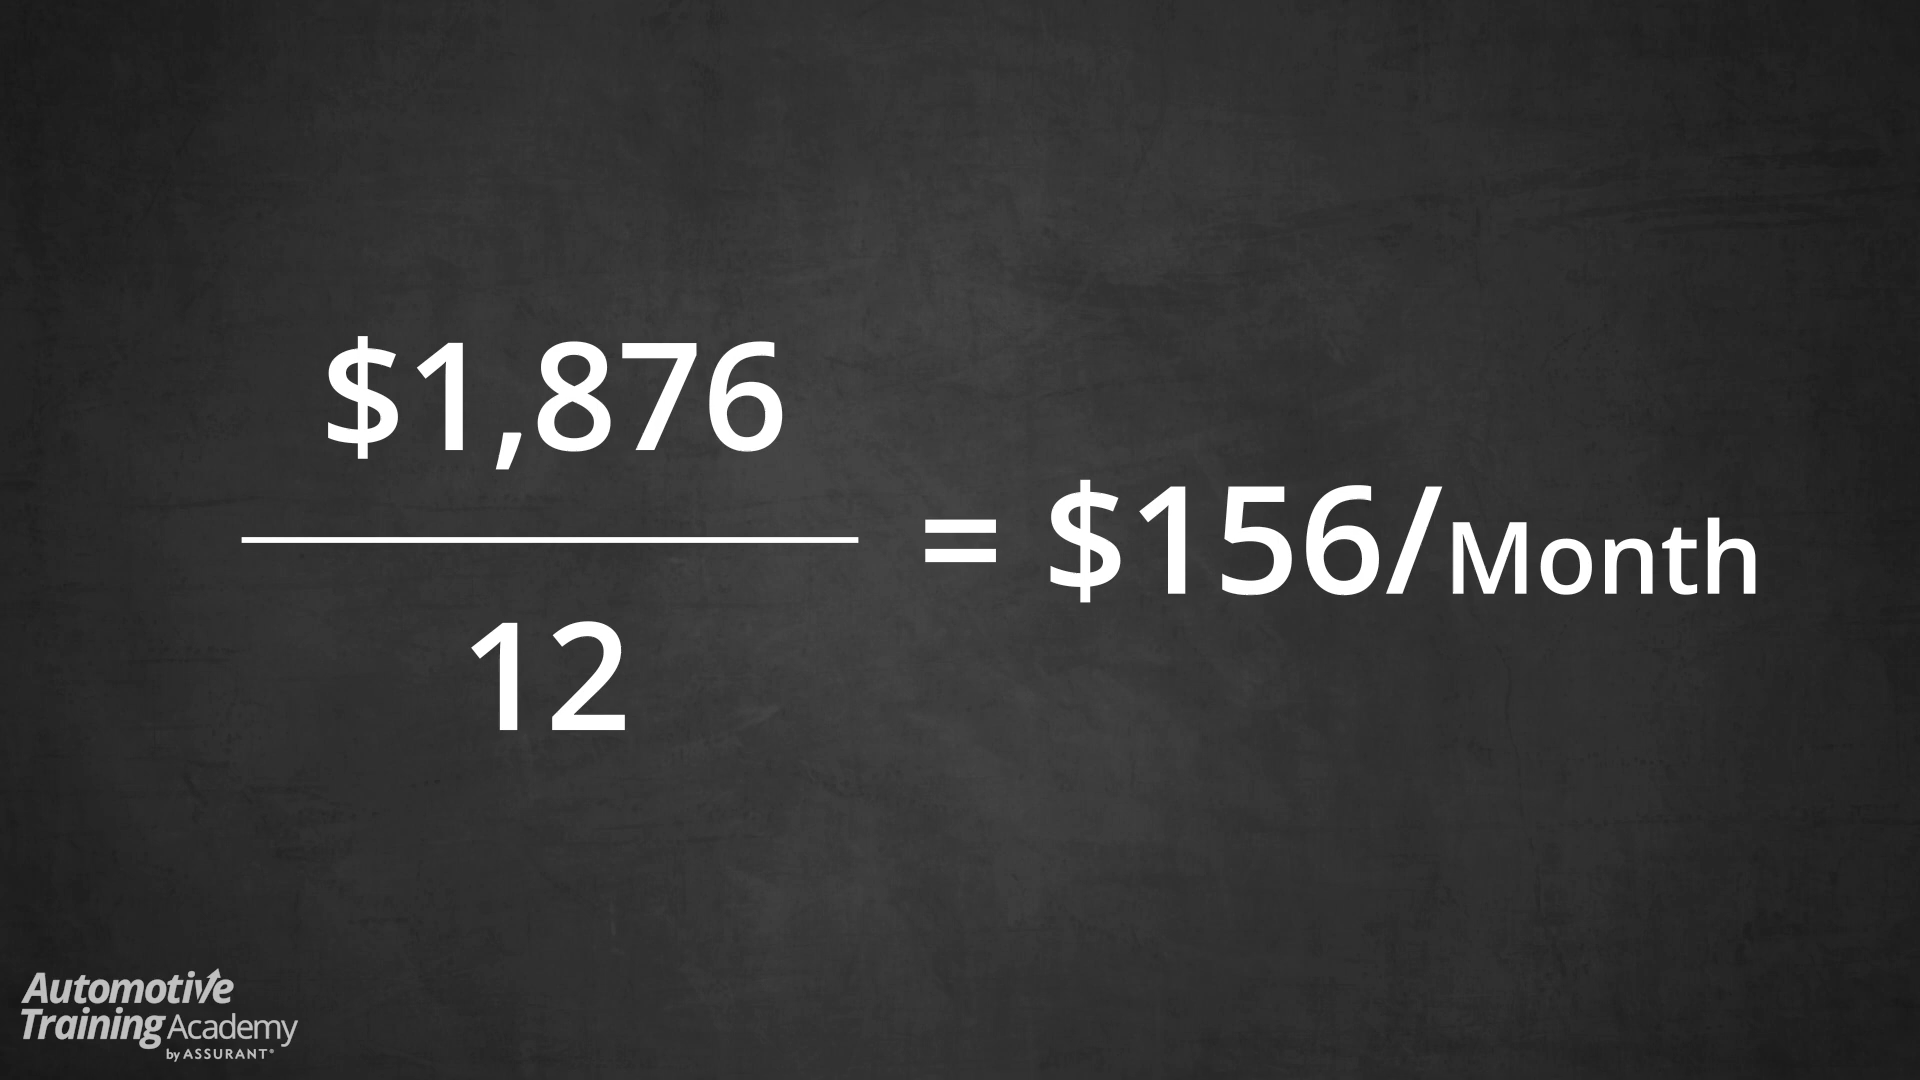 $1,876
12
= $156/Month
Automotive
Training Academy
by ASSURANT®